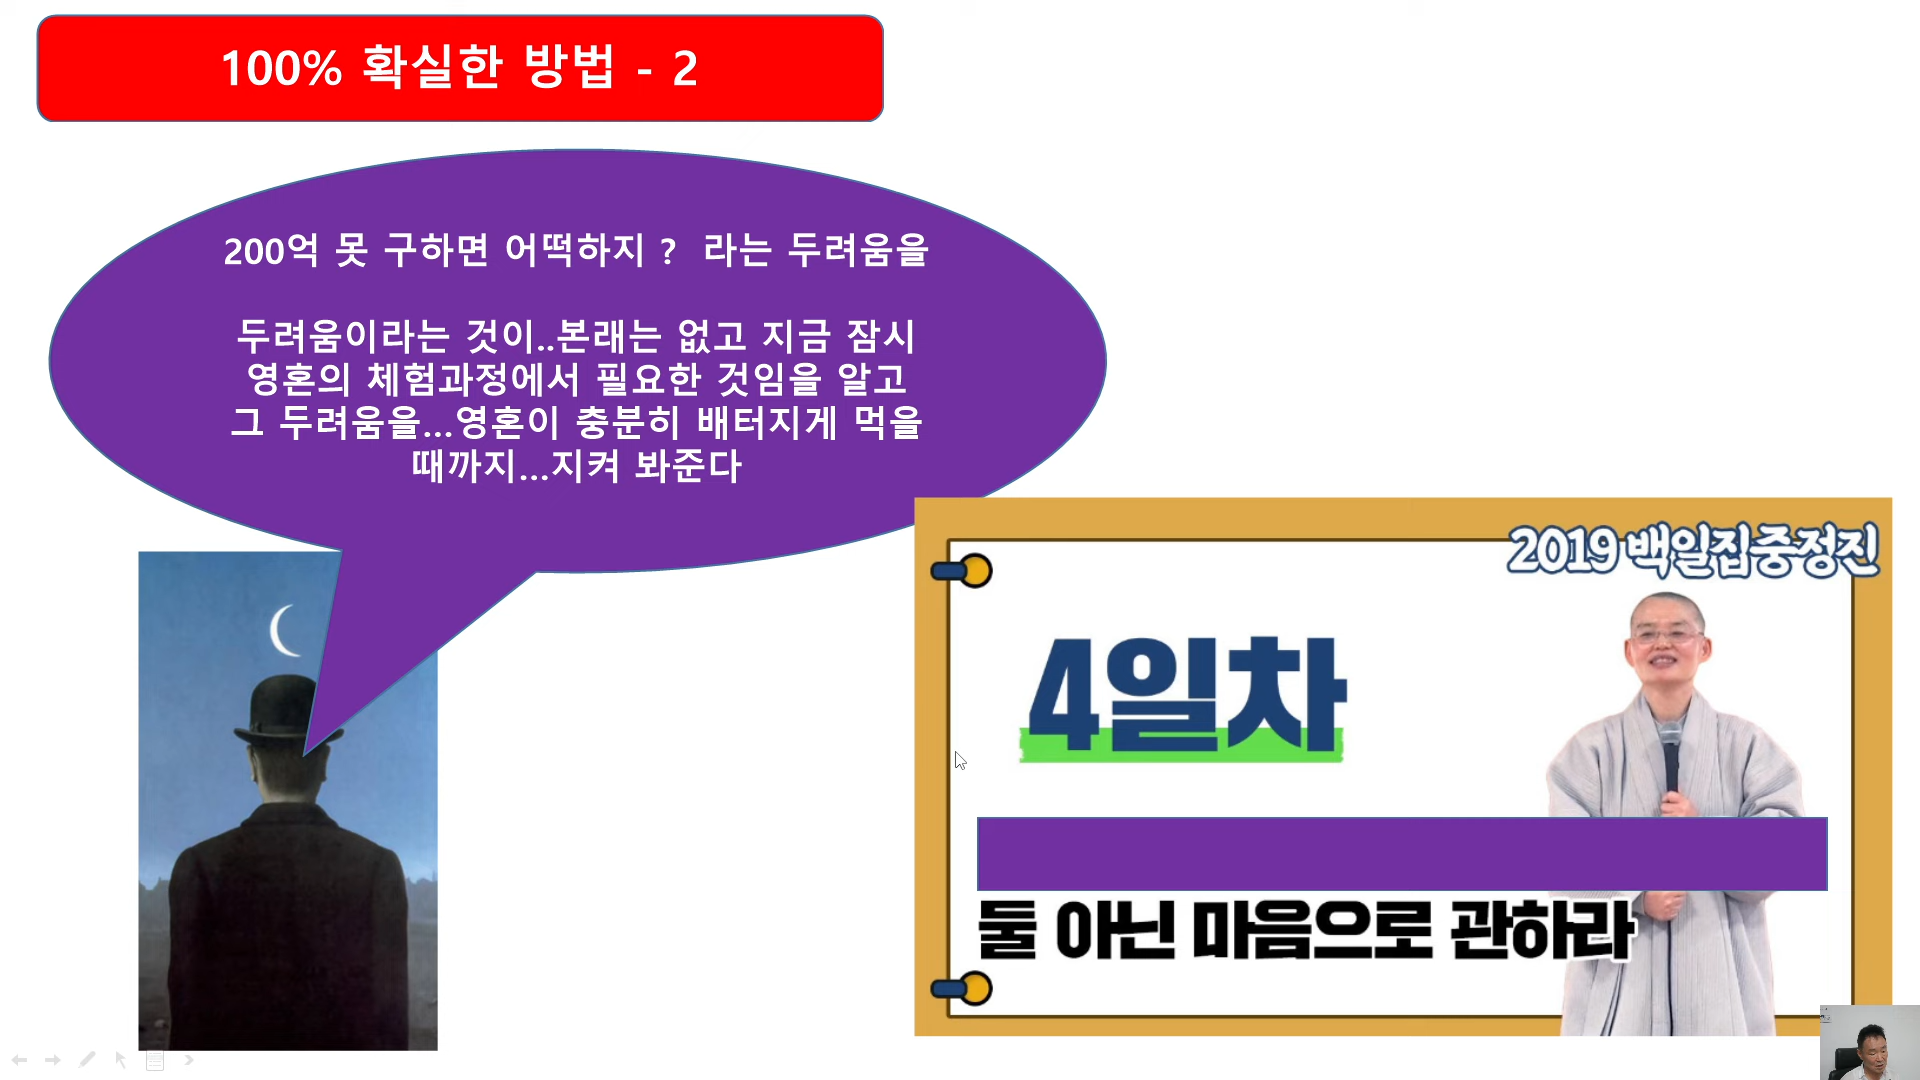 100% 확실한 방법 - 2
200억 못 구하면 어떡하지 ? 라는 두려움을
두려움이라는 것이..본래는 없고 지금 잠시
영혼의 체험과정에서 필요한 것임을 알고
그 두려움을...영혼이 충분히 배터지게 먹을
때까지...지켜 봐준다
2019 백일집중정진
4일차
둘 아닌 마음으로 관하라